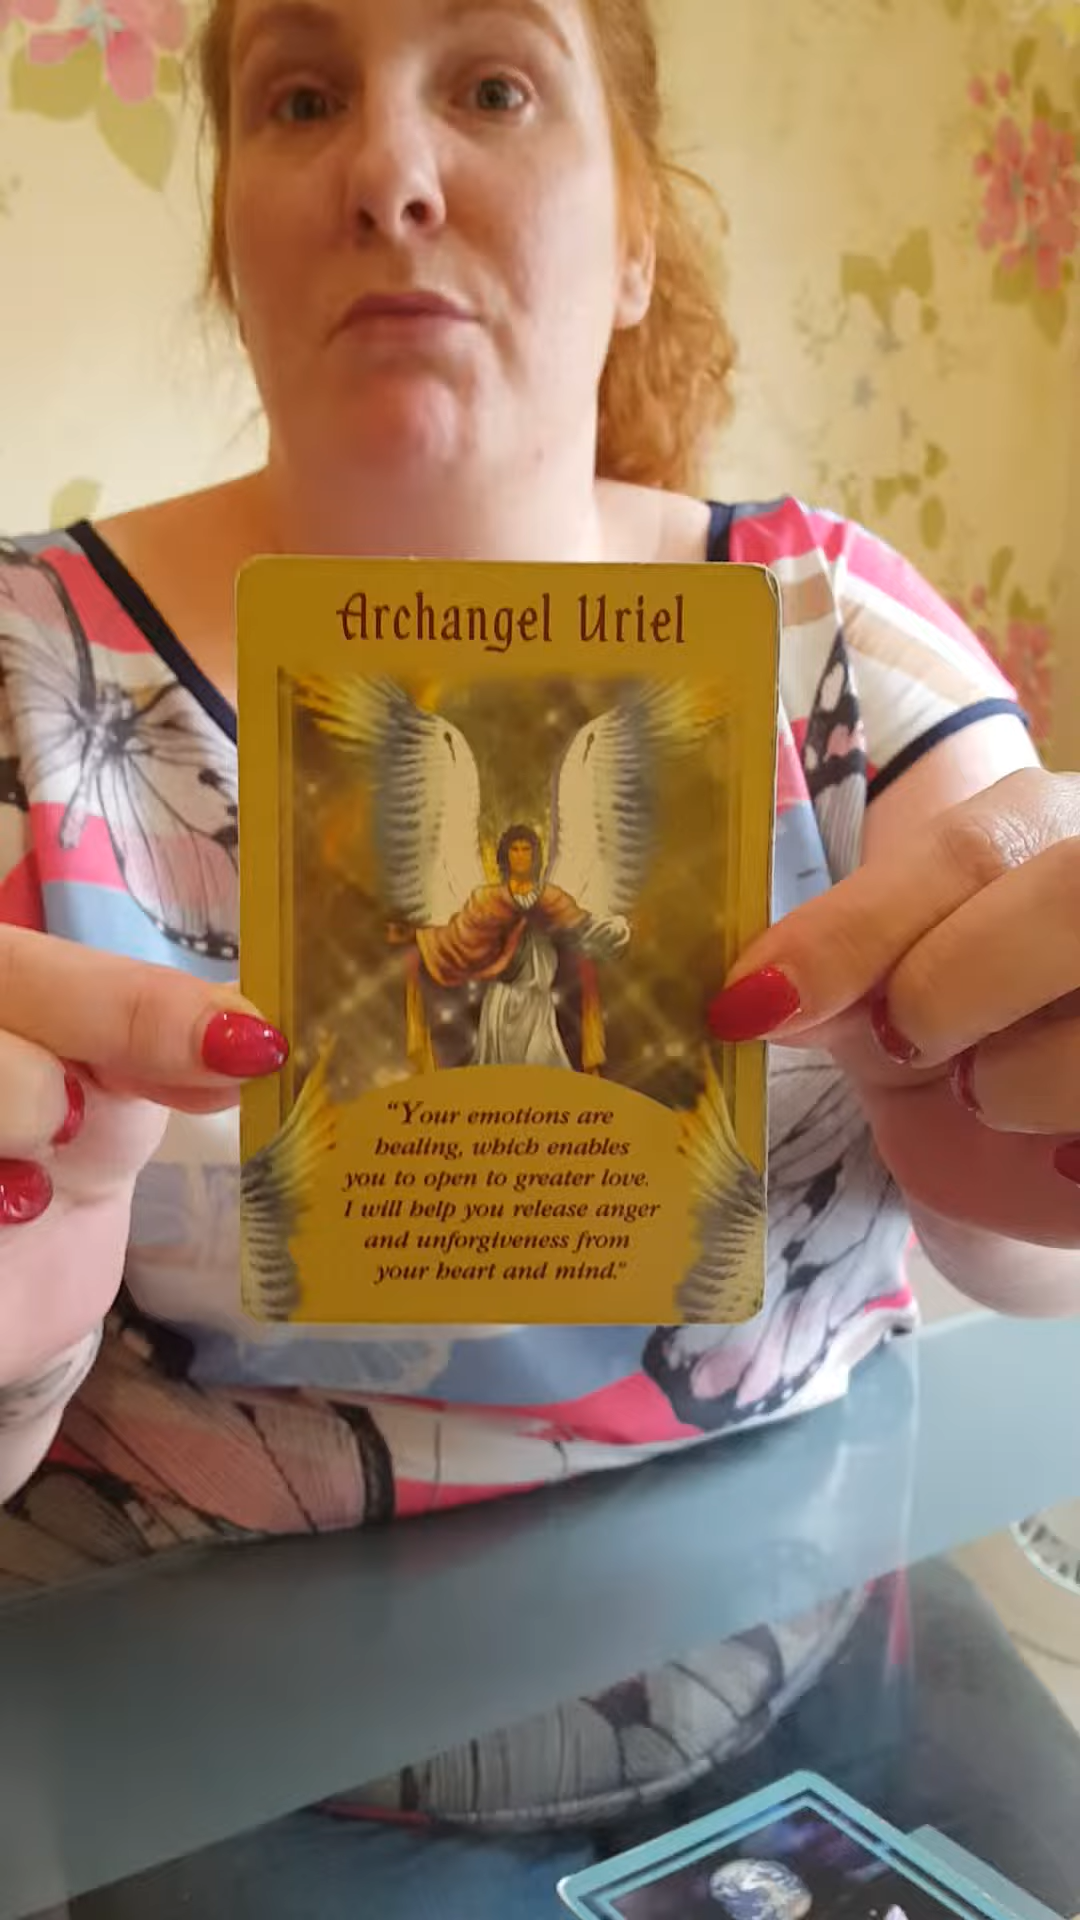 Archangel Uriel
"Your emotions are
healing, which enables
you to open to greater love.
I will help you release anger
and unforgiveness from
your heart and mind."